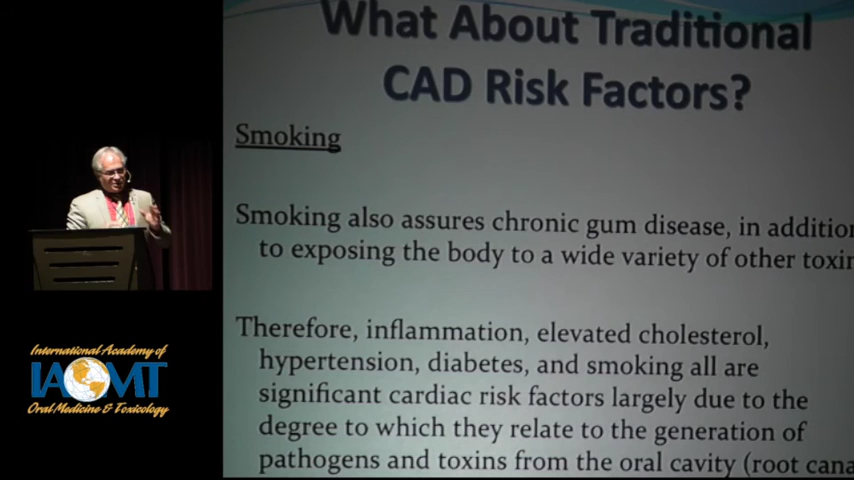 What About Traditional
CAD Risk Factors?
Smoking
Smoking also assures chronic gum disease, in addition
to exposing the body to a wide variety of other toxin
Therefore, inflammation, elevated cholesterol,
hypertension, diabetes, and smoking all are
significant cardiac risk factors largely due to the
degree to which they relate to the generation of
pathogens and toxins from the oral cavity (root cana
International Academy of
IAOMT
Oral Medicine & Toxicology